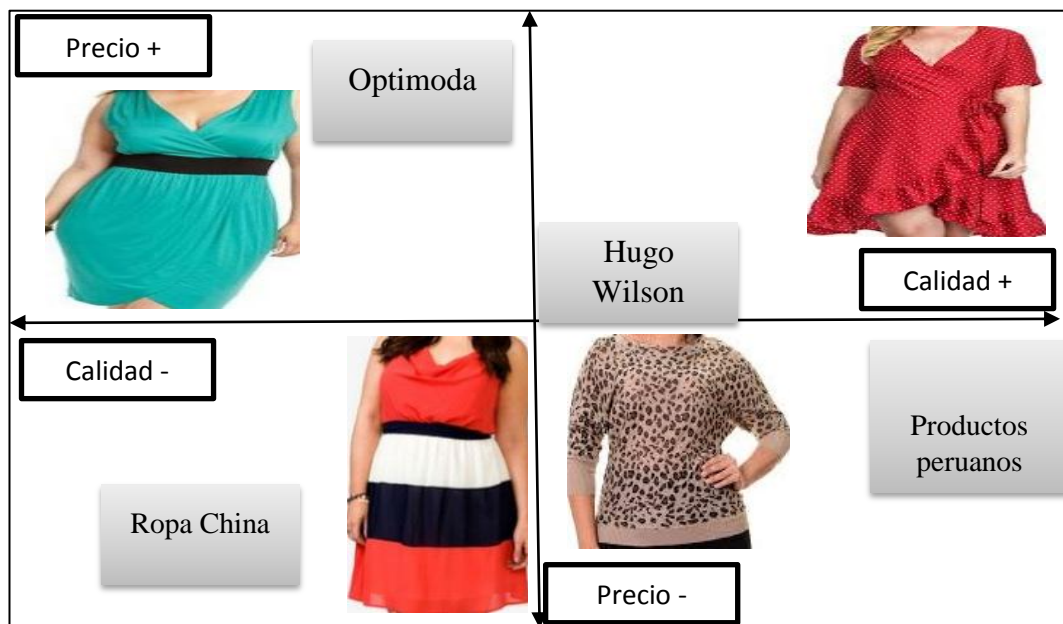 Precio +
Optimoda
Hugo
Wilson
Calidad +
Calidad -
Productos
peruanos
Ropa China
Precio -